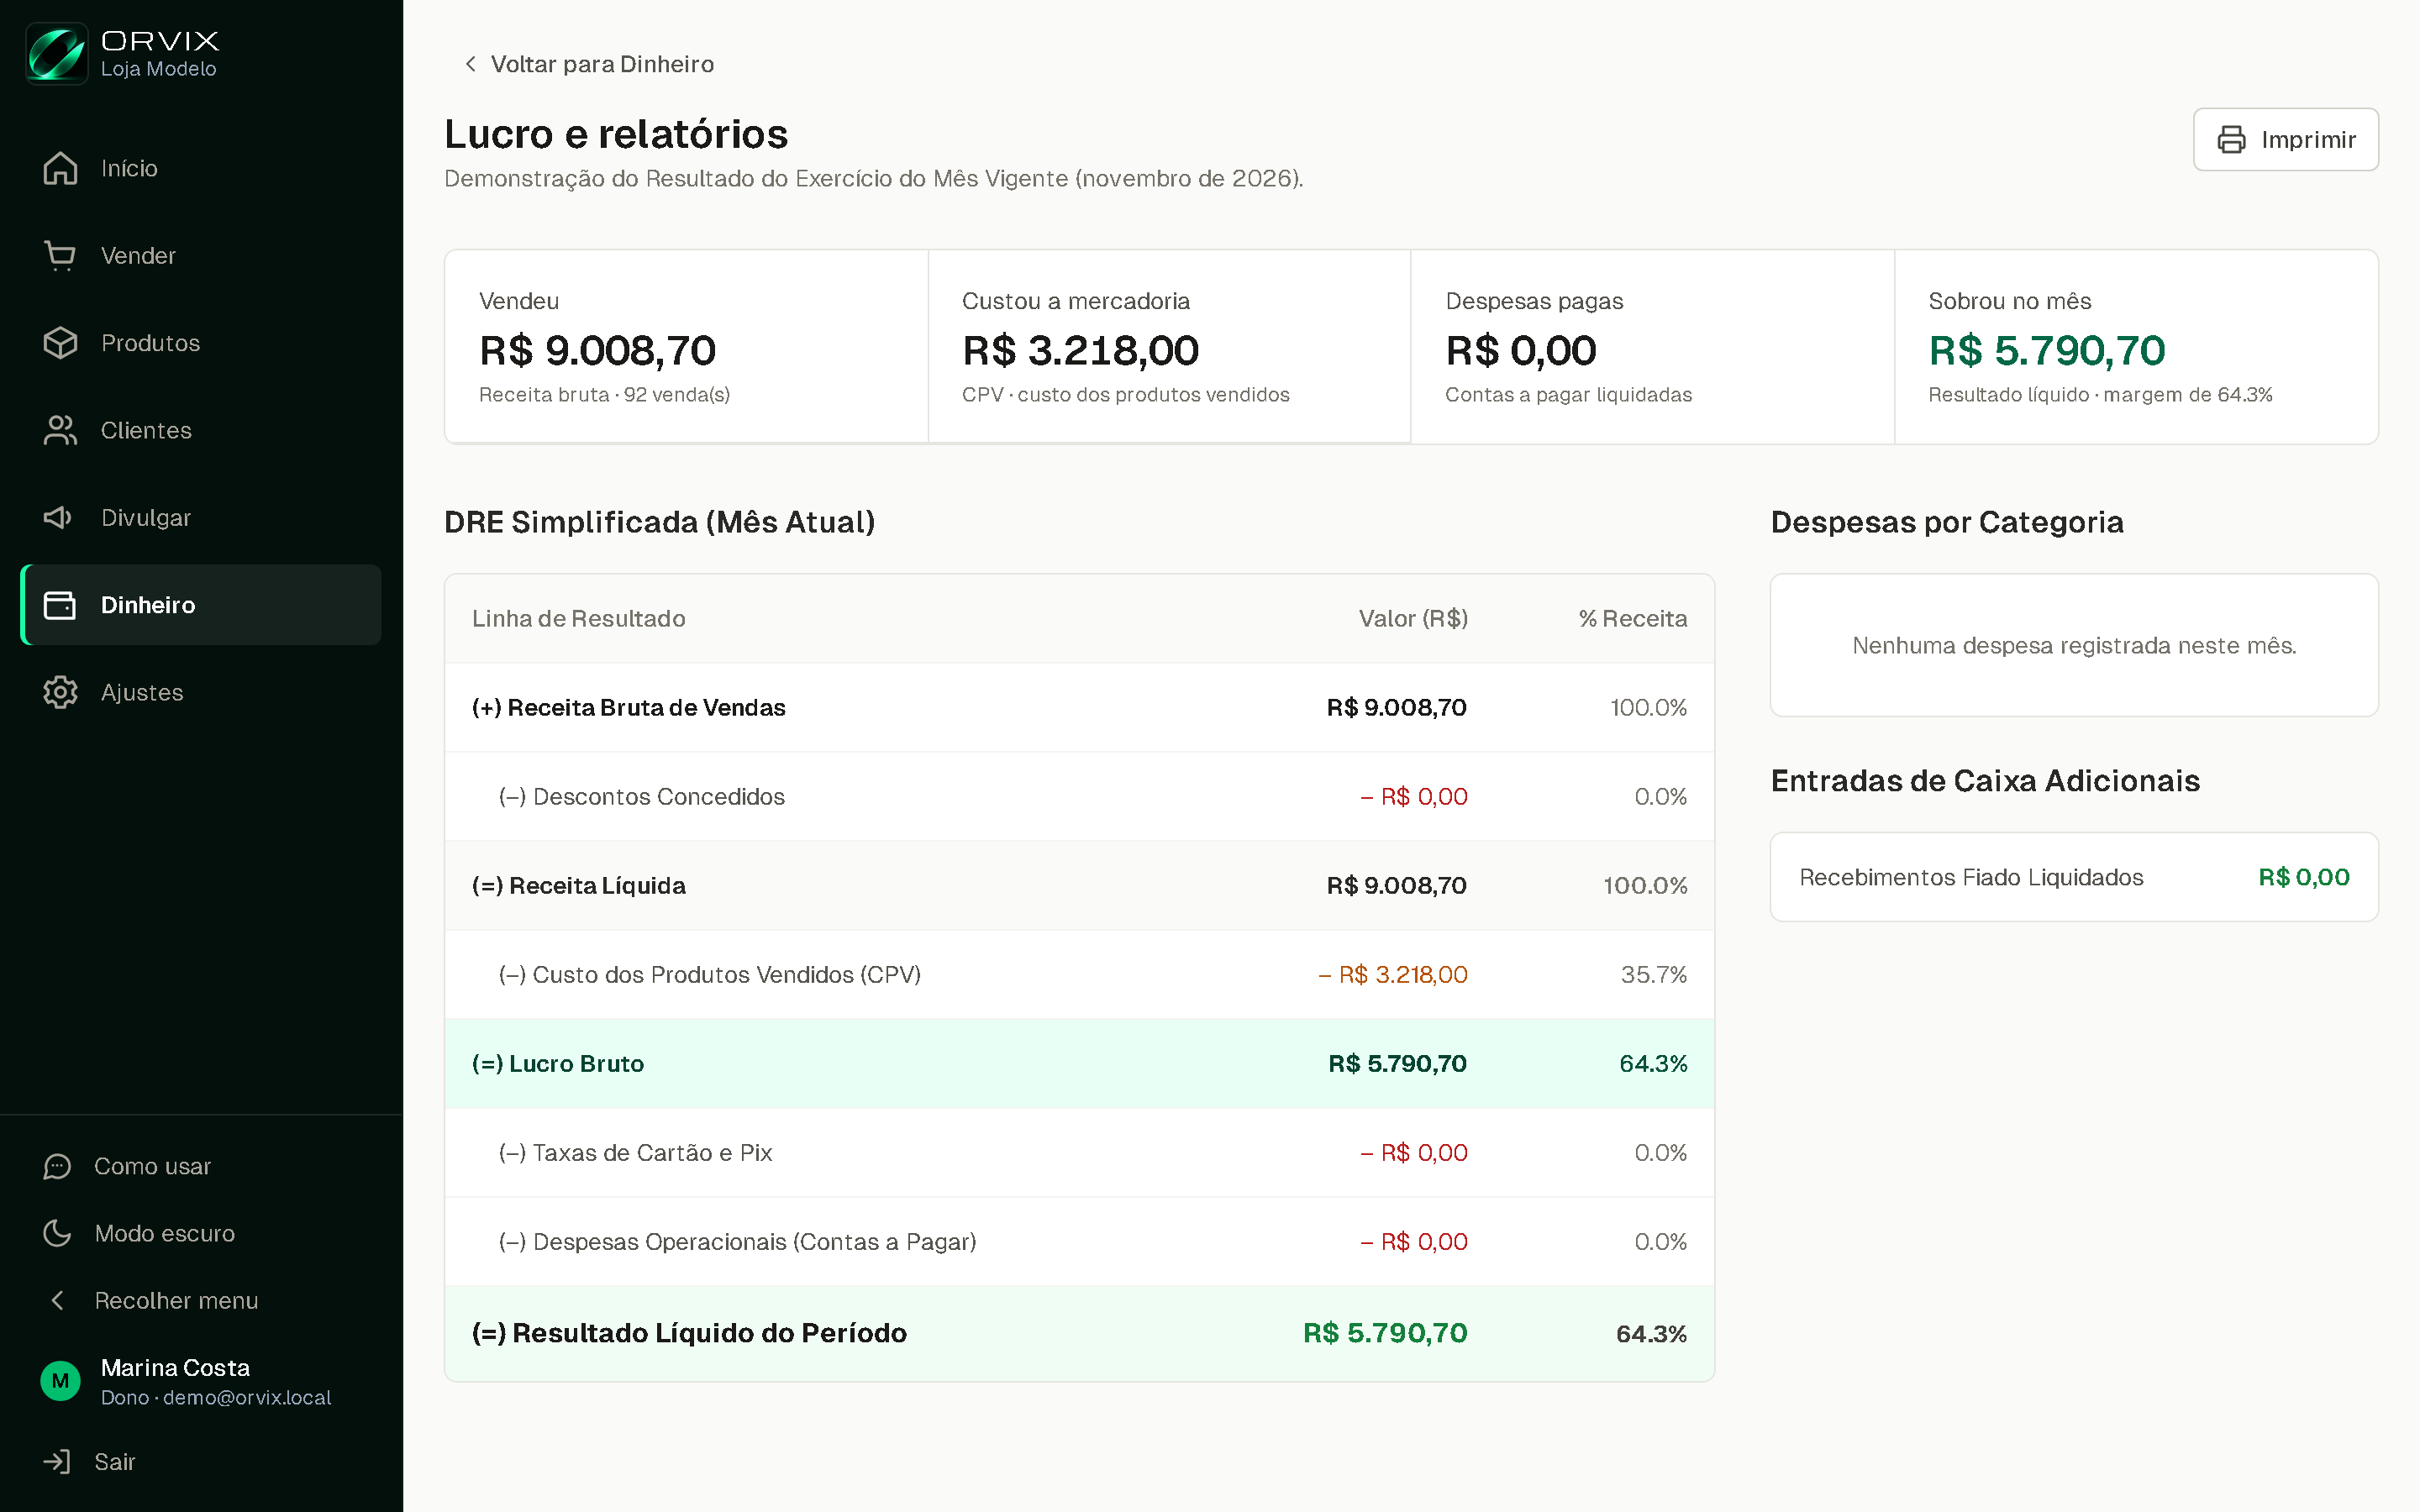 ORVIX
Loja Modelo
Início
Vender
Produtos
Clientes
Divulgar
Dinheiro
Ajustes
Como usar
Modo escuro
Recolher menu
M
Marina Costa
Dono · demo@orvix.local
Sair
Voltar para Dinheiro
Lucro e relatórios
Demonstração do Resultado do Exercício do Mês Vigente (novembro de 2026).
Imprimir
Vendeu
R$ 9.008,70
Receita bruta · 92 venda(s)
Custou a mercadoria
R$ 3.218,00
CPV · custo dos produtos vendidos
Despesas pagas
R$ 0,00
Contas a pagar liquidadas
Sobrou no mês
R$ 5.790,70
Resultado líquido · margem de 64.3%
DRE Simplificada (Mês Atual)
Linha de Resultado Valor (R$) % Receita
(+) Receita Bruta de Vendas R$ 9.008,70 100.0%
(–) Descontos Concedidos – R$ 0,00 0.0%
(=) Receita Líquida R$ 9.008,70 100.0%
(–) Custo dos Produtos Vendidos (CPV) – R$ 3.218,00 35.7%
(=) Lucro Bruto R$ 5.790,70 64.3%
(–) Taxas de Cartão e Pix – R$ 0,00 0.0%
(–) Despesas Operacionais (Contas a Pagar) – R$ 0,00 0.0%
(=) Resultado Líquido do Período R$ 5.790,70 64.3%
Despesas por Categoria
Nenhuma despesa registrada neste mês.
Entradas de Caixa Adicionais
Recebimentos Fiado Liquidados R$ 0,00